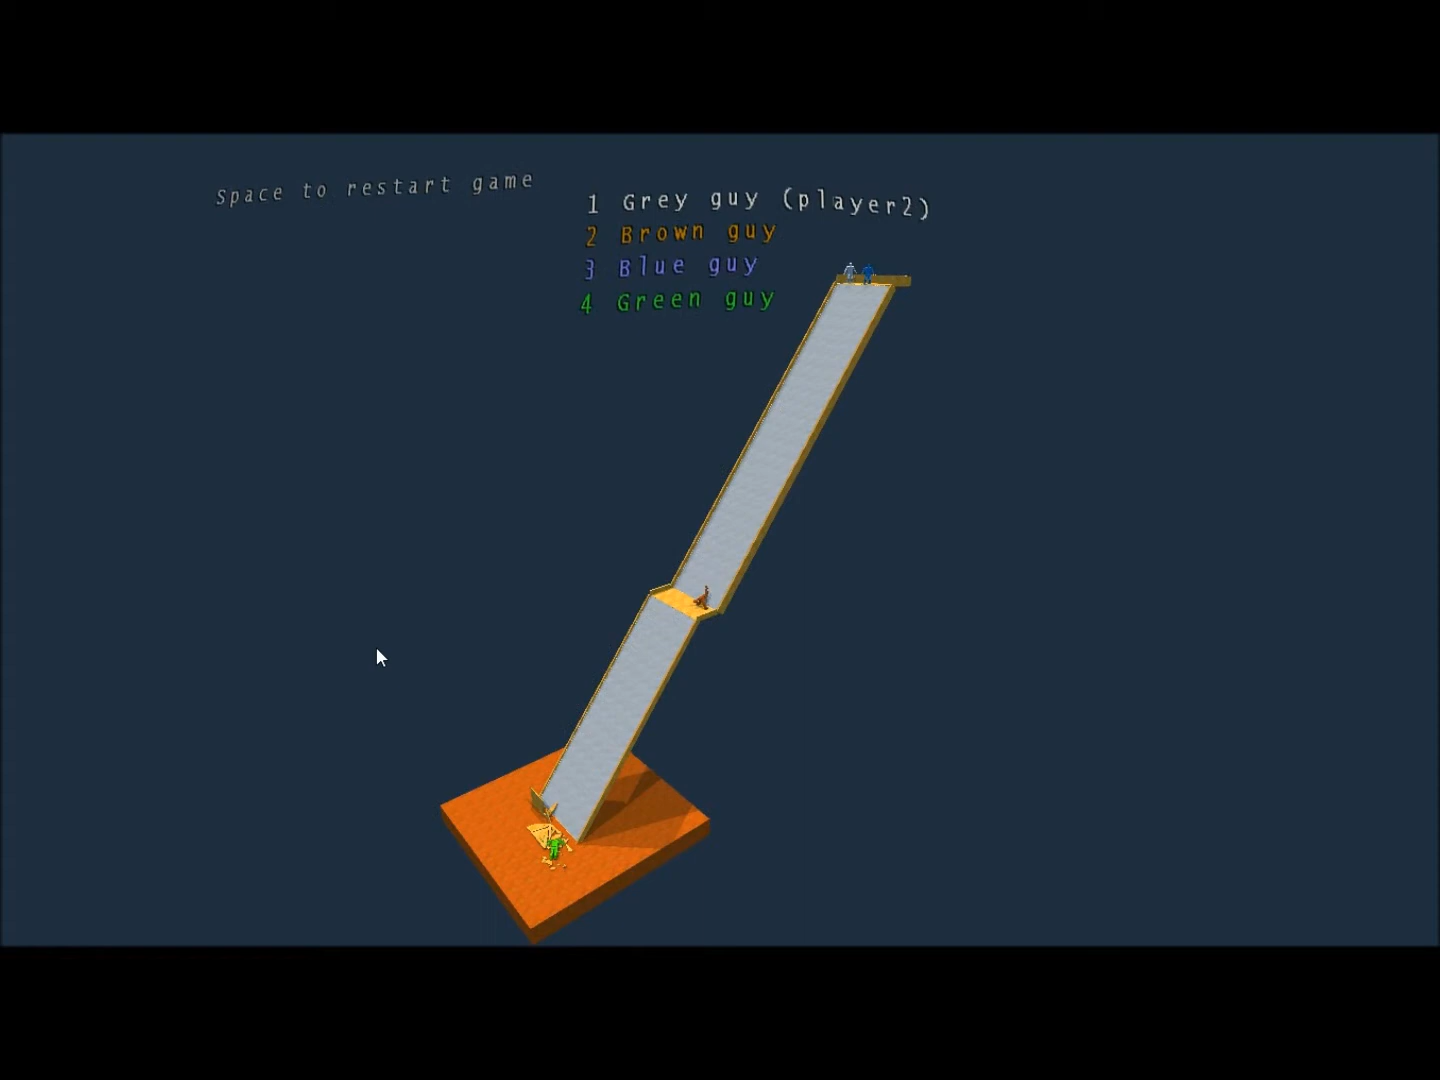 Space to restart game
1 Grey guy (player2)
2 Brown guy
3 Blue guy
4 Green guy